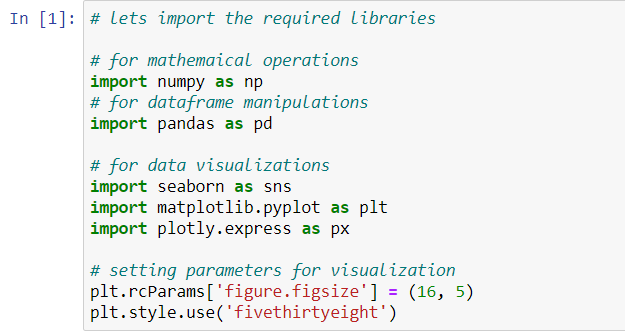 In [1]: # lets import the required libraries
# for mathemaical operations
import numpy as np
# for dataframe manipulations
import pandas as pd
# for data visualizations
import seaborn as sns
import matplotlib.pyplot as plt
import plotly.express as px
# setting parameters for visualization
plt.rcParams['figure.figsize'] = (16, 5)
plt.style.use('fivethirtyeight')